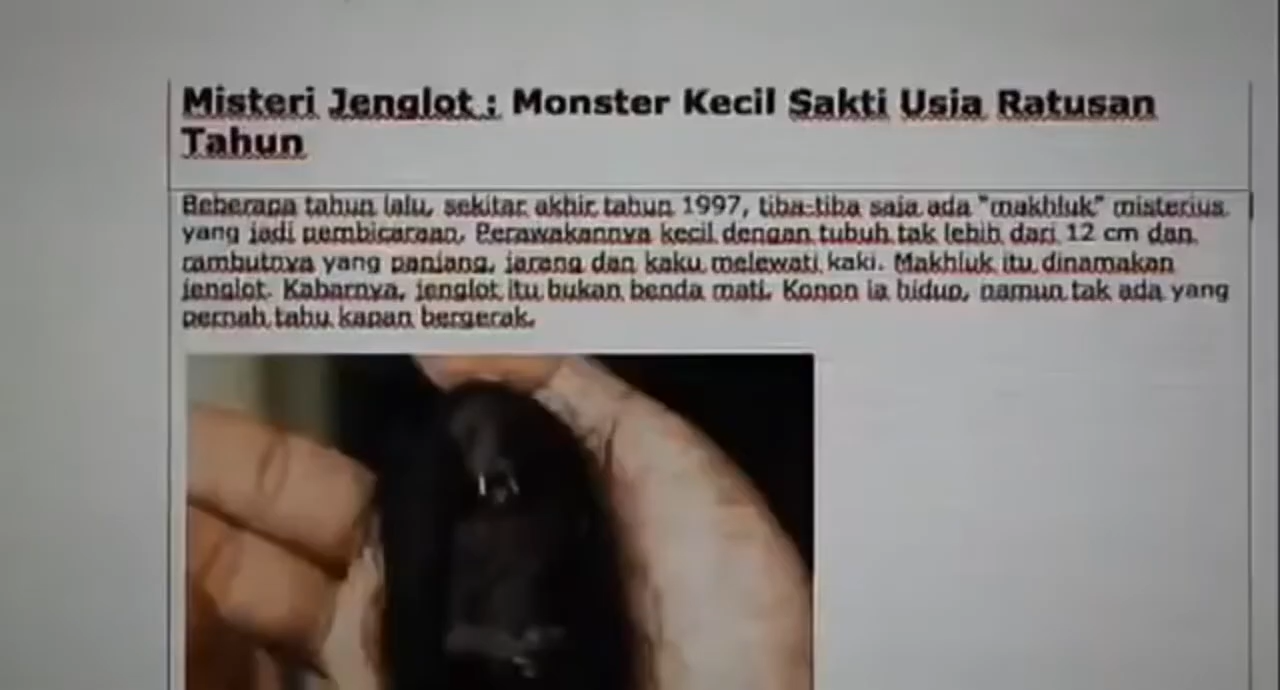 Misteri Jenglot : Monster Kecil Sakti Usia Ratusan
Tahun
Beberapa tahun lalu, sekitar akhir tahun 1997, tiba-tiba saja ada "makhluk" misterius
yang jadi pembicaraan. Perawakannya kecil dengan tubuh tak lebih dari 12 cm dan
rambutnya yang panjang, jarang dan kaku melewati kaki. Makhluk itu dinamakan
jenglot. Kabarnya, jenglot itu bukan benda mati. Konon ia hidup, namun tak ada yang
pernah tahu kapan bergerak.